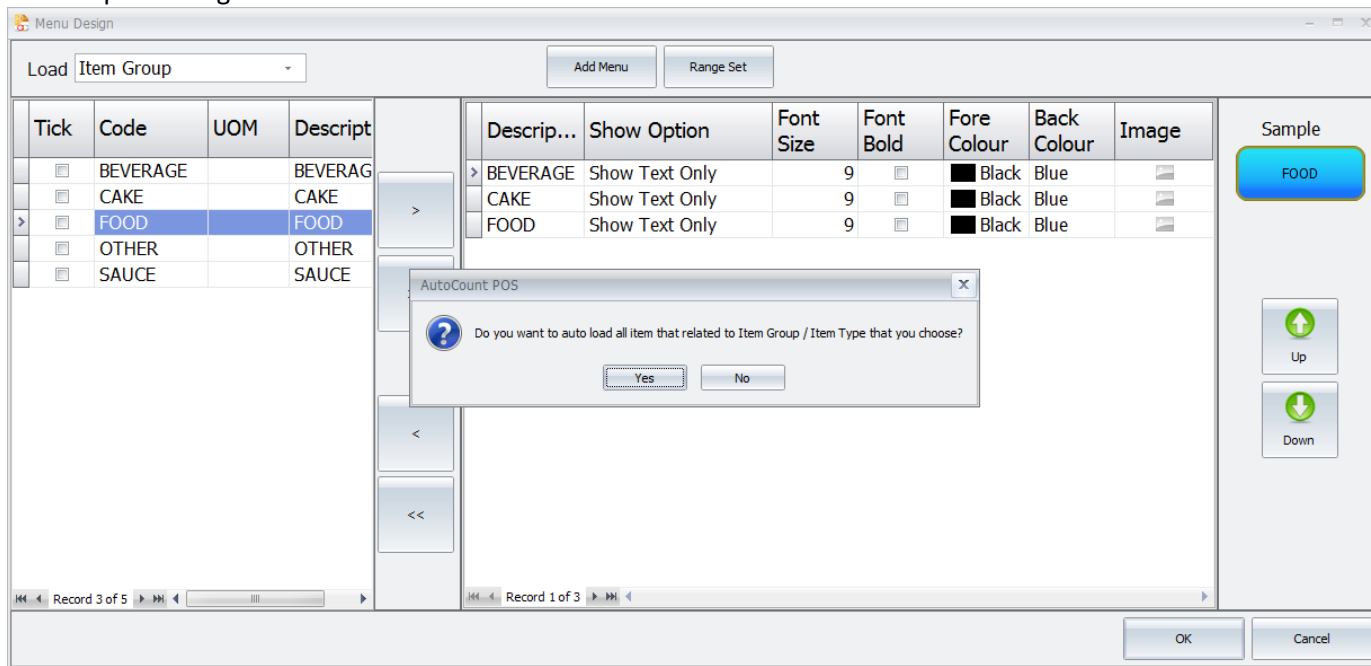 Menu Design
Load Item Group
Add Menu
Range Set
Tick Code UOM Descript
BEVERAGE BEVERAG
CAKE CAKE
FOOD FOOD
OTHER OTHER
SAUCE SAUCE
>
<
<<
Record 3 of 5
Descrip... Show Option Font Size Font Bold Fore Colour Back Colour Image
BEVERAGE Show Text Only 9 Black Blue
CAKE Show Text Only 9 Black Blue
FOOD Show Text Only 9 Black Blue
Record 1 of 3
AutoCount POS
Do you want to auto load all item that related to Item Group / Item Type that you choose?
Yes
No
Sample
FOOD
Up
Down
OK
Cancel